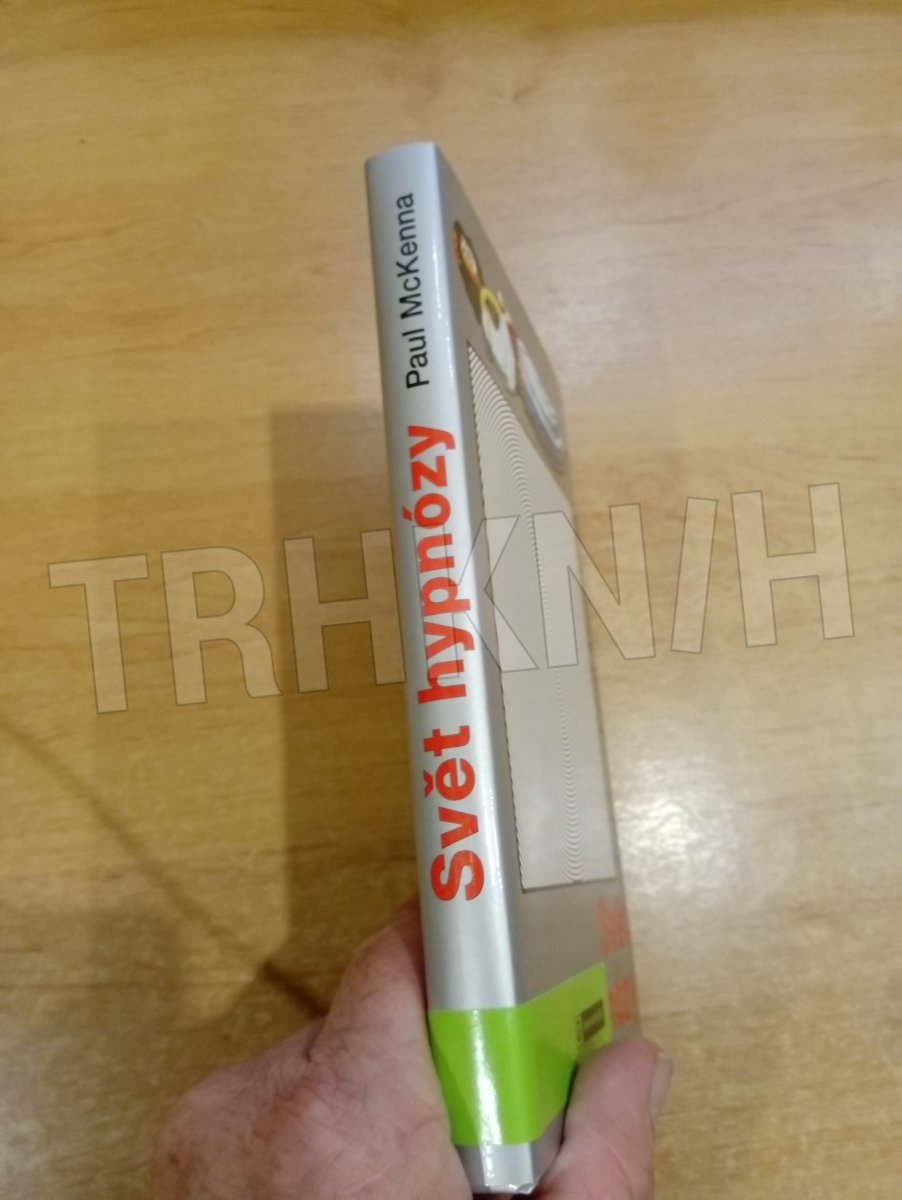 Svět hypnózy Paul McKenna
TRHKNIH